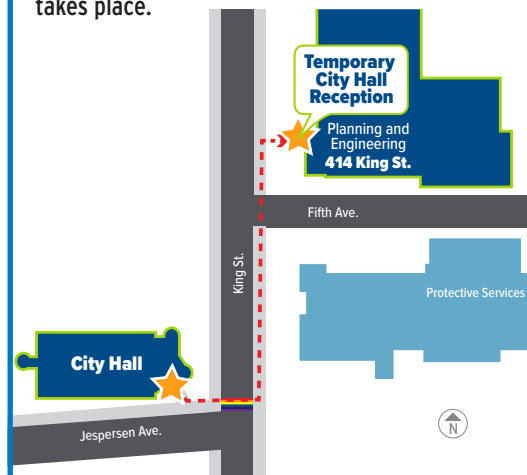 takes place.
Temporary
City Hall
Reception
Planning and
Engineering
414 King St.
Fifth Ave.
King St.
Protective Services
City Hall
Jespersen Ave.
N